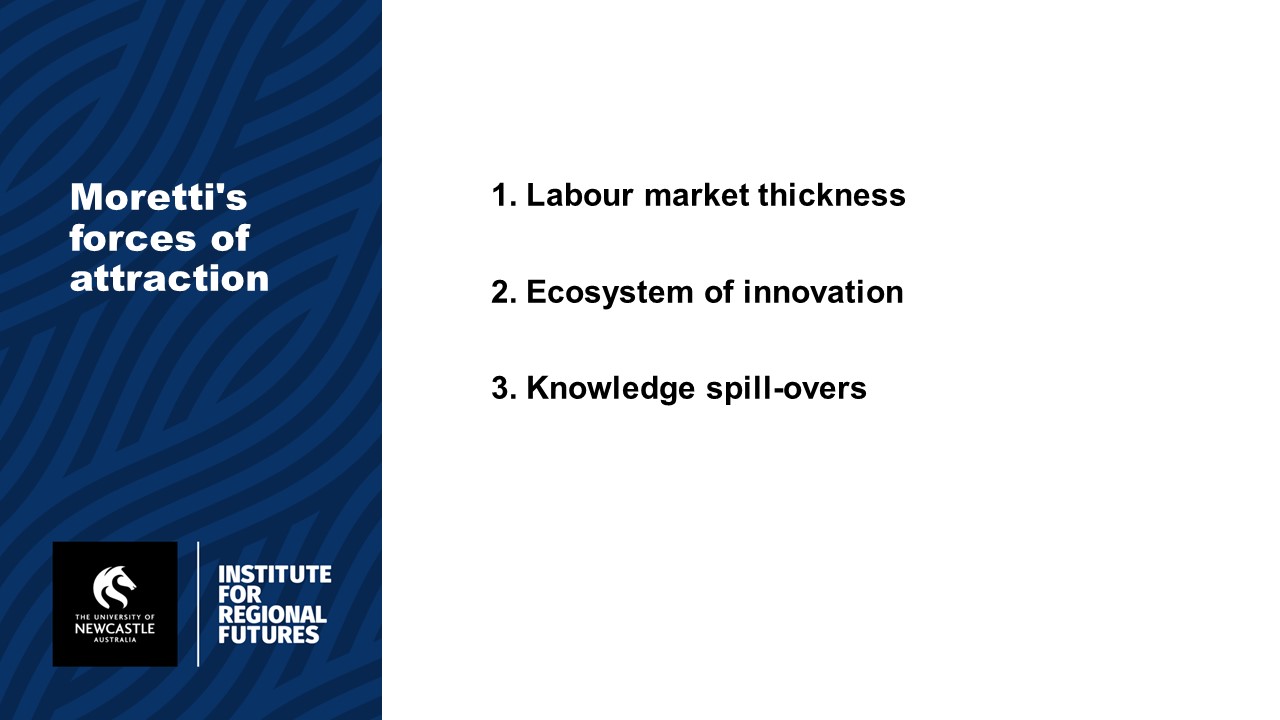 Moretti's
forces of
attraction
1. Labour market thickness
2. Ecosystem of innovation
3. Knowledge spill-overs
THE UNIVERSITY OF
NEWCASTLE
AUSTRALIA
INSTITUTE
FOR
REGIONAL
FUTURES